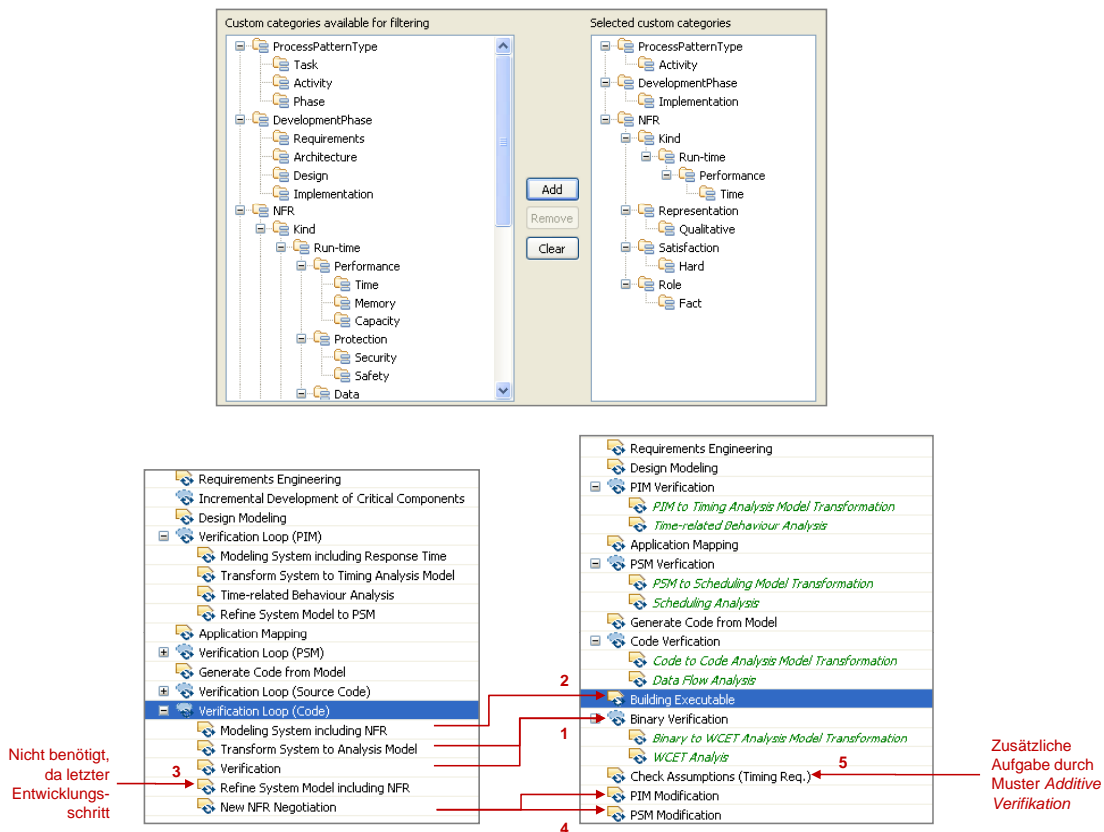 Custom categories available for filtering
ProcessPatternType
Task
Activity
Phase
DevelopmentPhase
Requirements
Architecture
Design
Implementation
NFR
Kind
Run-time
Performance
Time
Memory
Capacity
Protection
Security
Safety
Data
Add
Remove
Clear
Selected custom categories
ProcessPatternType
Activity
DevelopmentPhase
Implementation
NFR
Kind
Run-time
Performance
Time
Representation
Qualitative
Satisfaction
Hard
Role
Fact
Requirements Engineering
Incremental Development of Critical Components
Design Modeling
Verification Loop (PIM)
Modeling System including Response Time
Transform System to Timing Analysis Model
Time-related Behaviour Analysis
Refine System Model to PSM
Application Mapping
Verification Loop (PSM)
Generate Code from Model
Verification Loop (Source Code)
Verification Loop (Code)
Modeling System including NFR
Transform System to Analysis Model
Verification
Refine System Model including NFR
New NFR Negotiation
Nicht benötigt,
da letzter
Entwicklungs-
schritt
3
2
1
4
Requirements Engineering
Design Modeling
PIM Verification
PIM to Timing Analysis Model Transformation
Time-related Behaviour Analysis
Application Mapping
PSM Verfication
PSM to Scheduling Model Transformation
Scheduling Analysis
Generate Code from Model
Code Verfication
Code to Code Analysis Model Transformation
Data Flow Analysis
Building Executable
Binary Verification
Binary to WCET Analysis Model Transformation
WCET Analyis
Check Assumptions (Timing Req.)
PIM Modification
PSM Modification
5
Zusätzliche
Aufgabe durch
Muster Additive
Verifikation